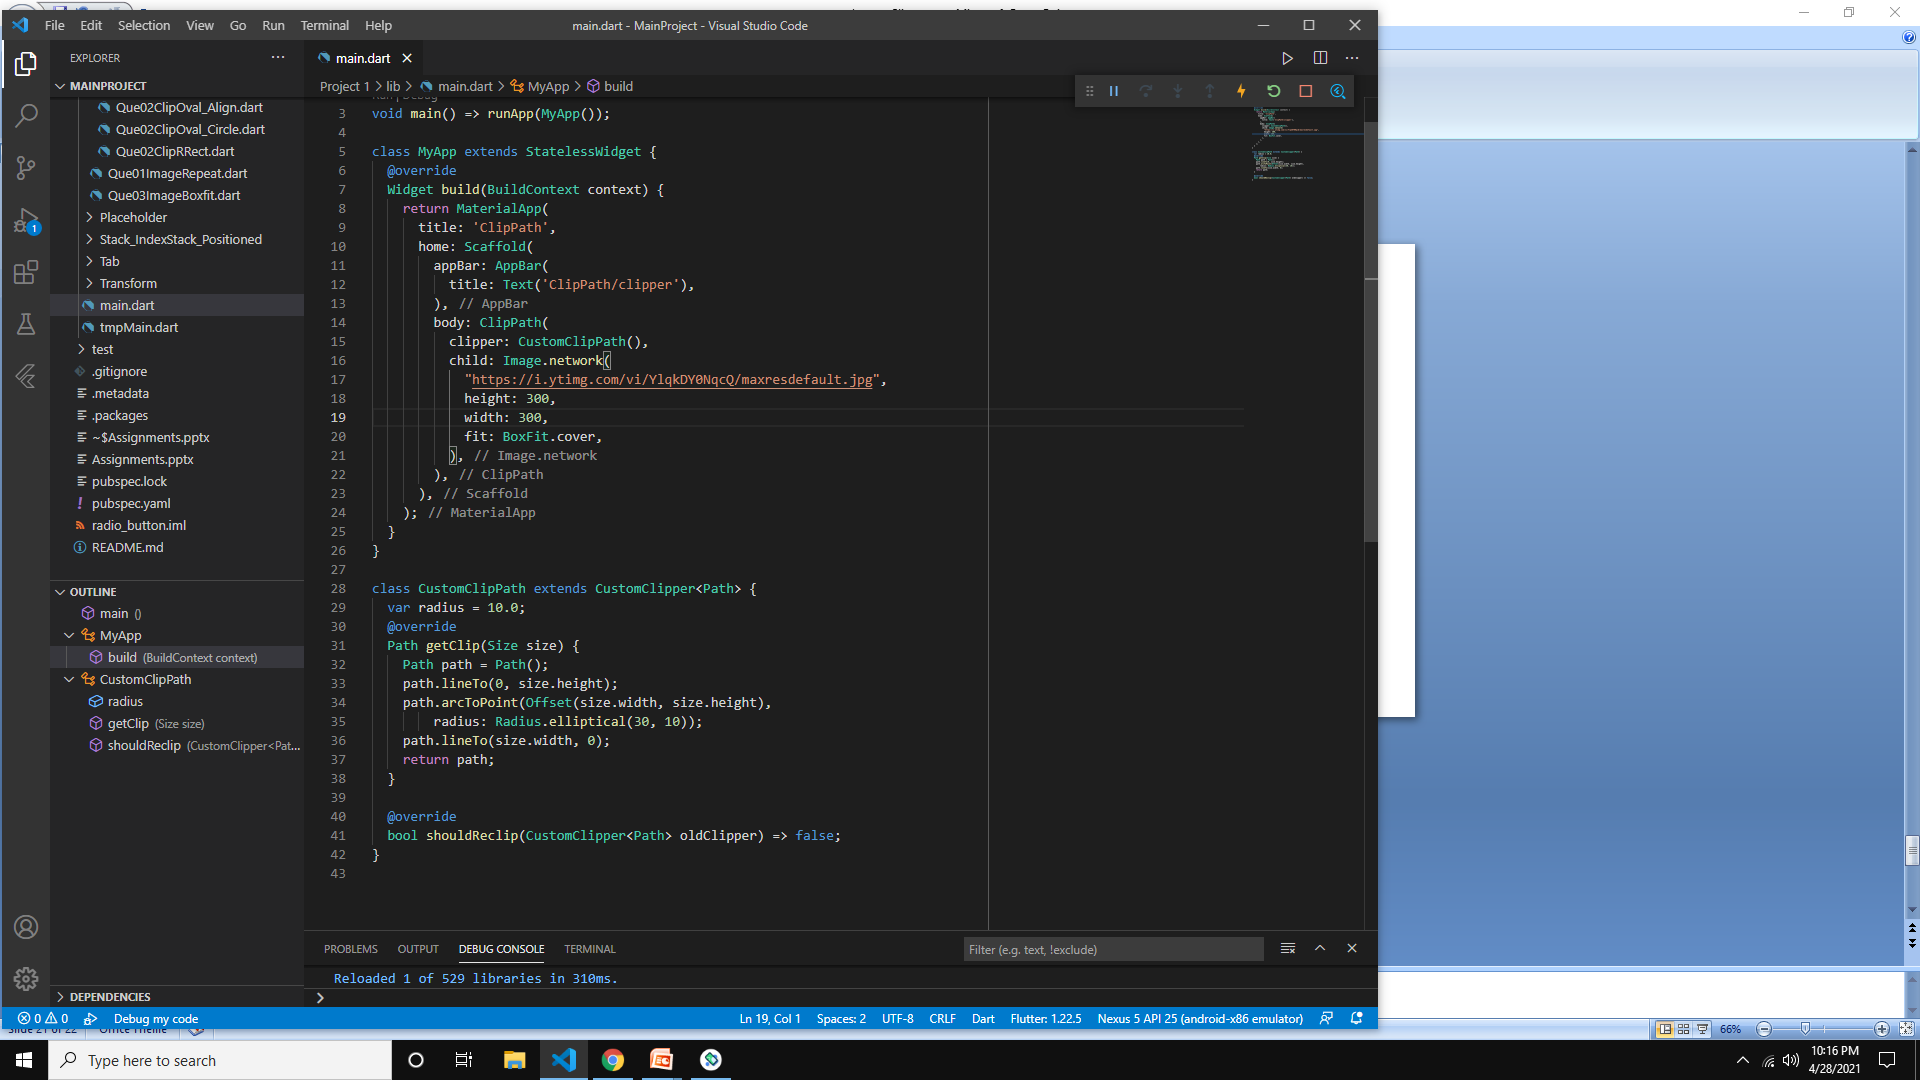 File Edit Selection View Go Run Terminal Help
main.dart - MainProject - Visual Studio Code
EXPLORER
MAINPROJECT
Que02ClipOval_Align.dart
Que02ClipOval_Circle.dart
Que02ClipRRect.dart
Que01ImageRepeat.dart
Que03ImageBoxfit.dart
Placeholder
Stack_IndexStack_Positioned
Tab
Transform
main.dart
tmpMain.dart
test
.gitignore
.metadata
.packages
~$Assignments.pptx
Assignments.pptx
pubspec.lock
pubspec.yaml
radio_button.iml
README.md
OUTLINE
main ()
MyApp
build (BuildContext context)
CustomClipPath
radius
getClip (Size size)
shouldReclip (CustomClipper<Pat...
DEPENDENCIES
main.dart
Project 1 > lib > main.dart > MyApp > build
3 void main() => runApp(MyApp());
4
5 class MyApp extends StatelessWidget {
6 @override
7 Widget build(BuildContext context) {
8 return MaterialApp(
9 title: 'ClipPath',
10 home: Scaffold(
11 appBar: AppBar(
12 title: Text('ClipPath/clipper'),
13 ), // AppBar
14 body: ClipPath(
15 clipper: CustomClipPath(),
16 child: Image.network(
17 "https://i.ytimg.com/vi/YlqkDY0NqcQ/maxresdefault.jpg",
18 height: 300,
19 width: 300,
20 fit: BoxFit.cover,
21 ), // Image.network
22 ), // ClipPath
23 ), // Scaffold
24 ); // MaterialApp
25 }
26 }
27
28 class CustomClipPath extends CustomClipper<Path> {
29 var radius = 10.0;
30 @override
31 Path getClip(Size size) {
32 Path path = Path();
33 path.lineTo(0, size.height);
34 path.arcToPoint(Offset(size.width, size.height),
35 radius: Radius.elliptical(30, 10));
36 path.lineTo(size.width, 0);
37 return path;
38 }
39
40 @override
41 bool shouldReclip(CustomClipper<Path> oldClipper) => false;
42 }
43
PROBLEMS OUTPUT DEBUG CONSOLE TERMINAL
Filter (e.g. text, !exclude)
Reloaded 1 of 529 libraries in 310ms.
1
0 0 Debug my code
Ln 19, Col 1 Spaces: 2 UTF-8 CRLF Dart Flutter: 1.22.5 Nexus 5 API 25 (android-x86 emulator)
66%
Type here to search
10:16 PM
4/28/2021